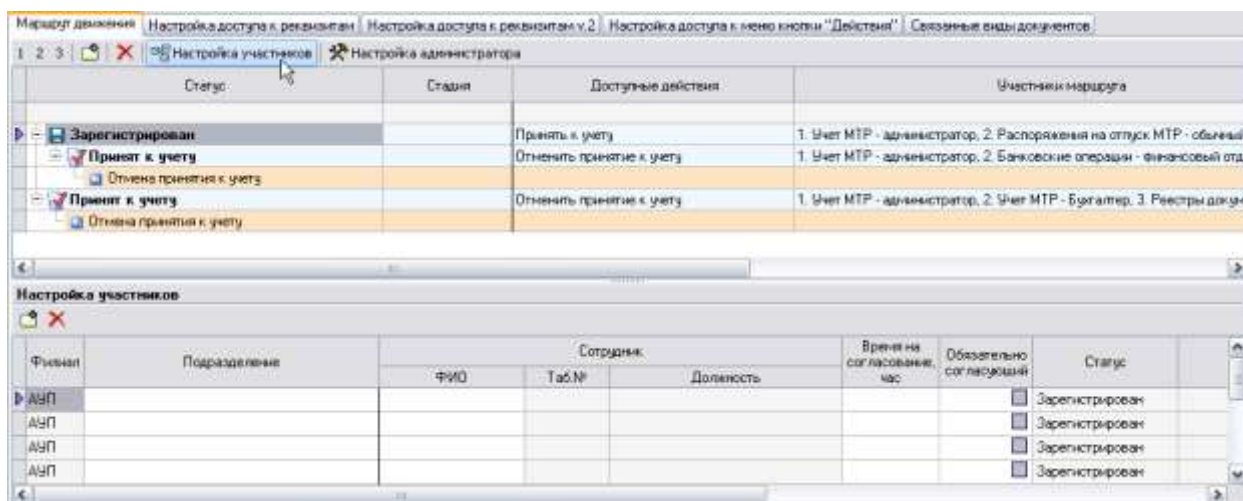 Маршрут движения Настройка доступа к реквизитам Настройка доступа к реквизитам v.2 Настройка доступа к меню кнопки "Действия" Связанные виды документов
1 2 3 Настройка участников Настройка администратора
Статус Стадия Доступные действия Участники маршрута
Зарегистрирован Принять к учету 1. Учет МТР - администратор, 2. Распоряжения на отпуск МТР - обычный
Принят к учету Отменить принятие к учету 1. Учет МТР - администратор, 2. Банковские операции - финансовый отд
Отмена принятия к учету
Принят к учету Отменить принятие к учету 1. Учет МТР - администратор, 2. Учет МТР - Бухгалтер, 3. Реестры докум
Отмена принятия к учету
Настройка участников
Филиал Подразделение Сотрудник Время на согласование, час Обязательно согласующий Статус
ФИО Таб.№ Должность
АУП Зарегистрирован
АУП Зарегистрирован
АУП Зарегистрирован
АУП Зарегистрирован